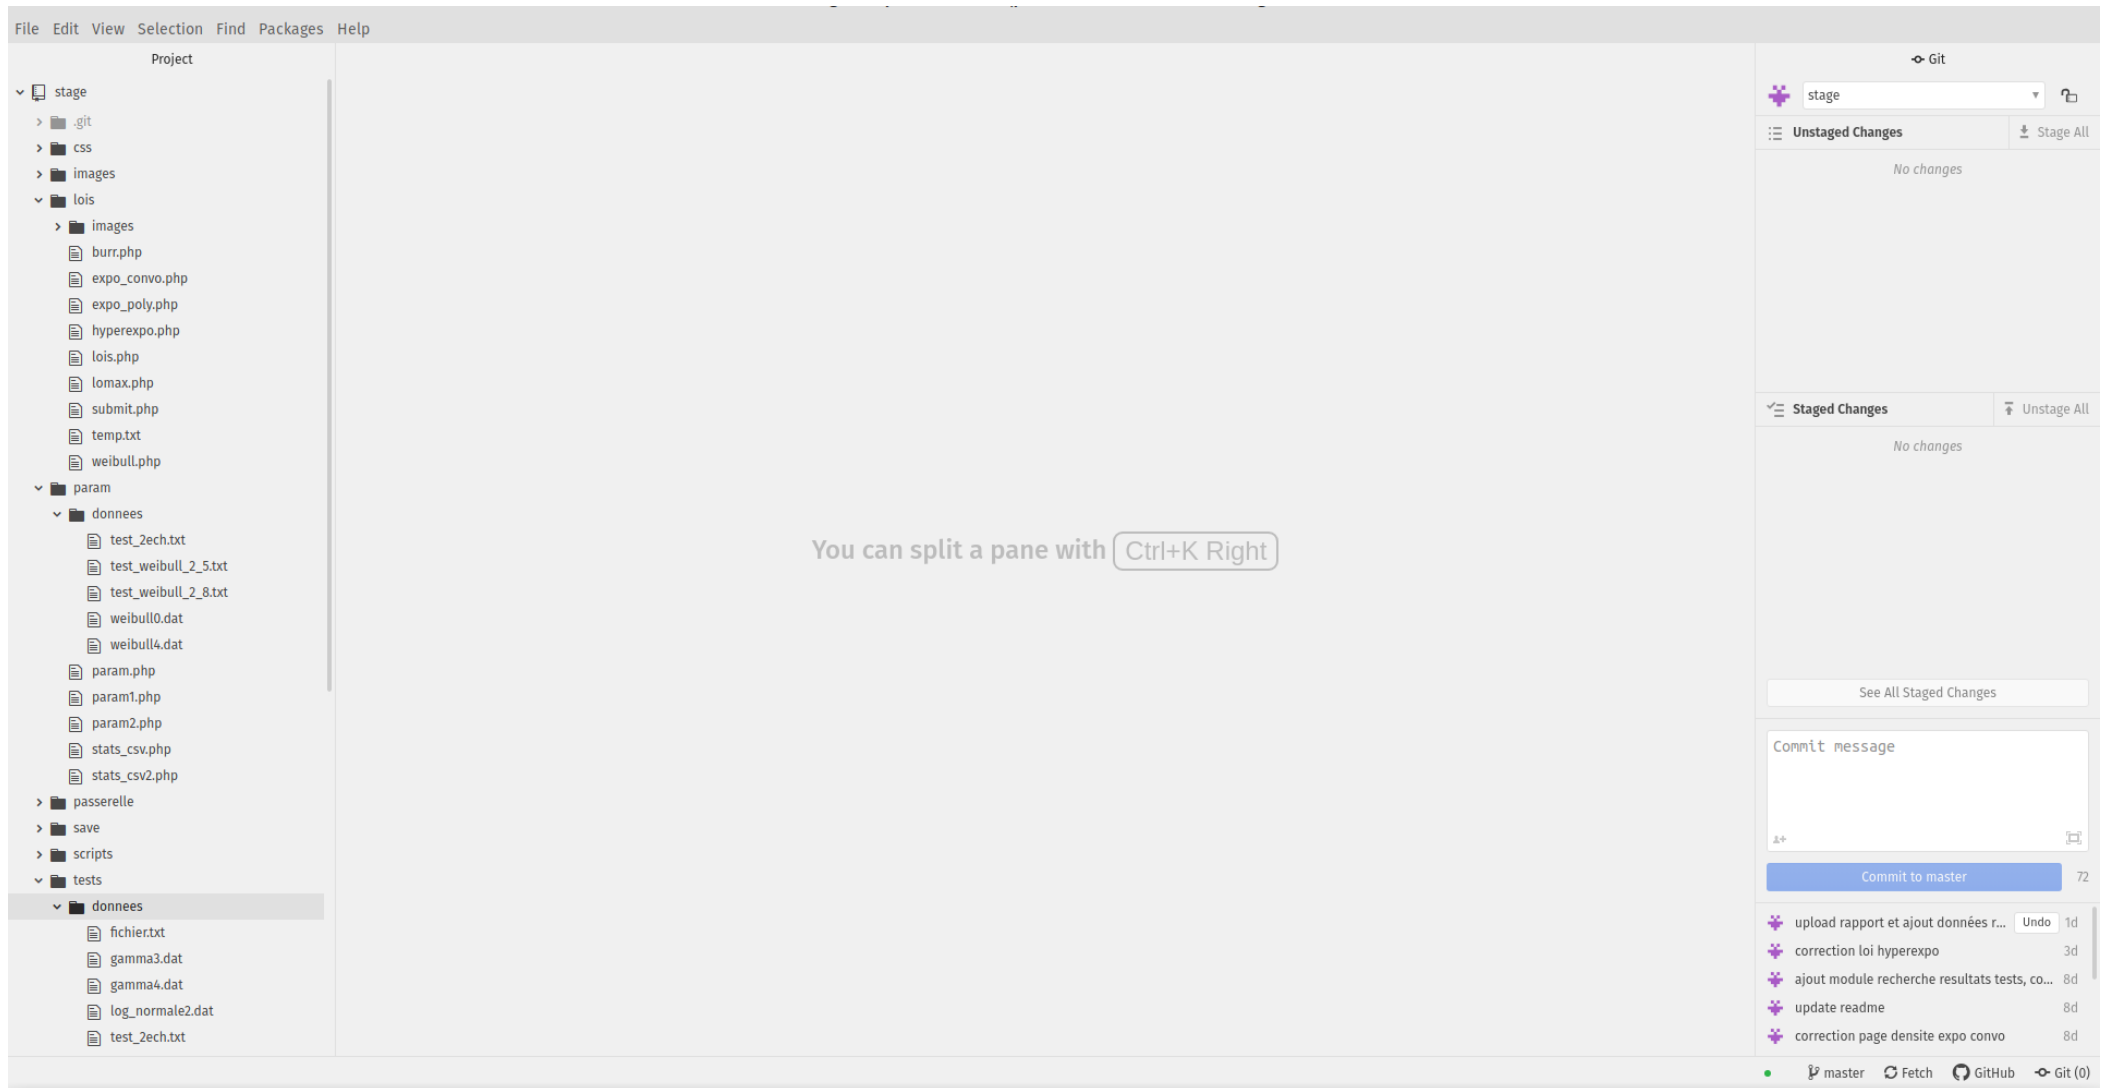 File Edit View Selection Find Packages Help
Project
stage
.git
css
images
lois
images
burr.php
expo_convo.php
expo_poly.php
hyperexpo.php
lois.php
lomax.php
submit.php
temp.txt
weibull.php
param
donnees
test_2ech.txt
test_weibull_2_5.txt
test_weibull_2_8.txt
weibull0.dat
weibull4.dat
param.php
param1.php
param2.php
stats_csv.php
stats_csv2.php
passerelle
save
scripts
tests
donnees
fichier.txt
gamma3.dat
gamma4.dat
log_normale2.dat
test_2ech.txt
You can split a pane with Ctrl+K Right
Git
stage
Unstaged Changes Stage All
No changes
Staged Changes Unstage All
No changes
See All Staged Changes
Commit message
Commit to master 72
upload rapport et ajout données r... Undo 1d
correction loi hyperexpo 3d
ajout module recherche resultats tests, co... 8d
update readme 8d
correction page densite expo convo 8d
master Fetch GitHub Git (0)